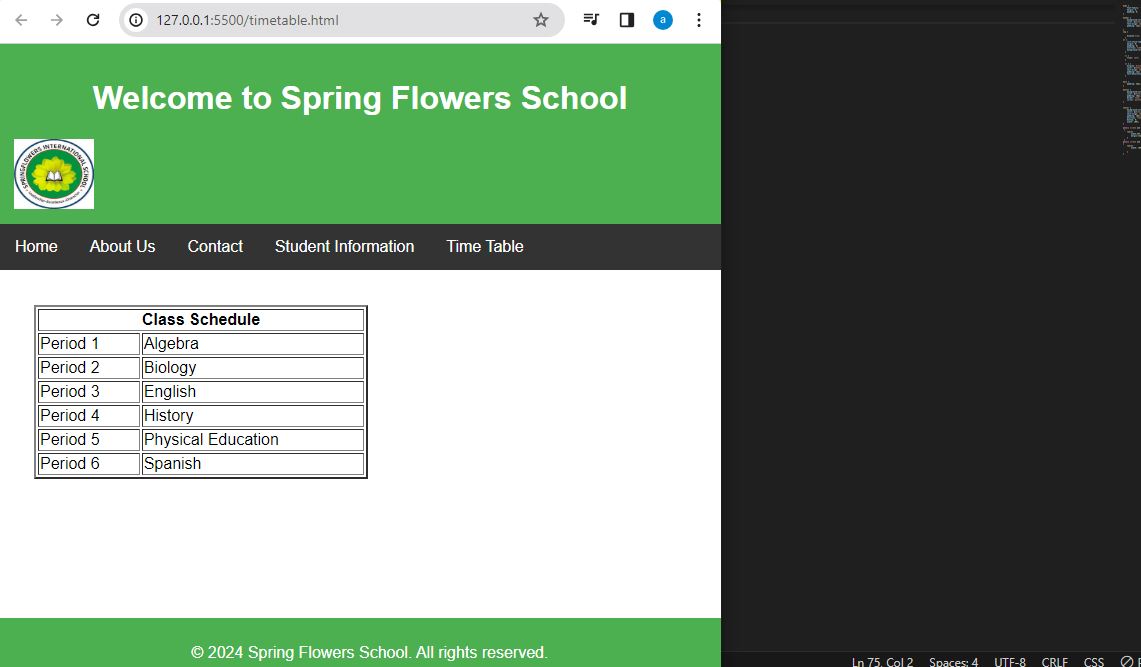 127.0.0.1:5500/timetable.html
a
Welcome to Spring Flowers School
SPRINGFLOWERS INTERNATIONAL SCHOOL
Home About Us Contact Student Information Time Table
Class Schedule
Period 1 Algebra
Period 2 Biology
Period 3 English
Period 4 History
Period 5 Physical Education
Period 6 Spanish
© 2024 Spring Flowers School. All rights reserved.
Ln 75, Col 2 Spaces: 4 UTF-8 CRLF CSS